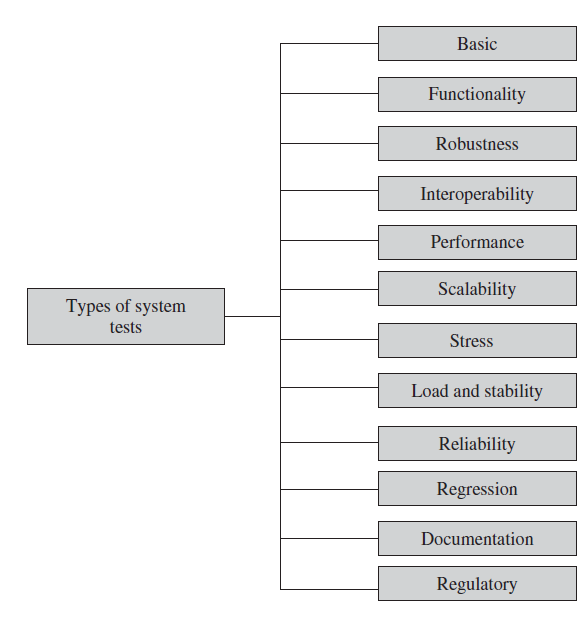 Basic
Functionality
Robustness
Interoperability
Performance
Scalability
Types of system
tests
Stress
Load and stability
Reliability
Regression
Documentation
Regulatory